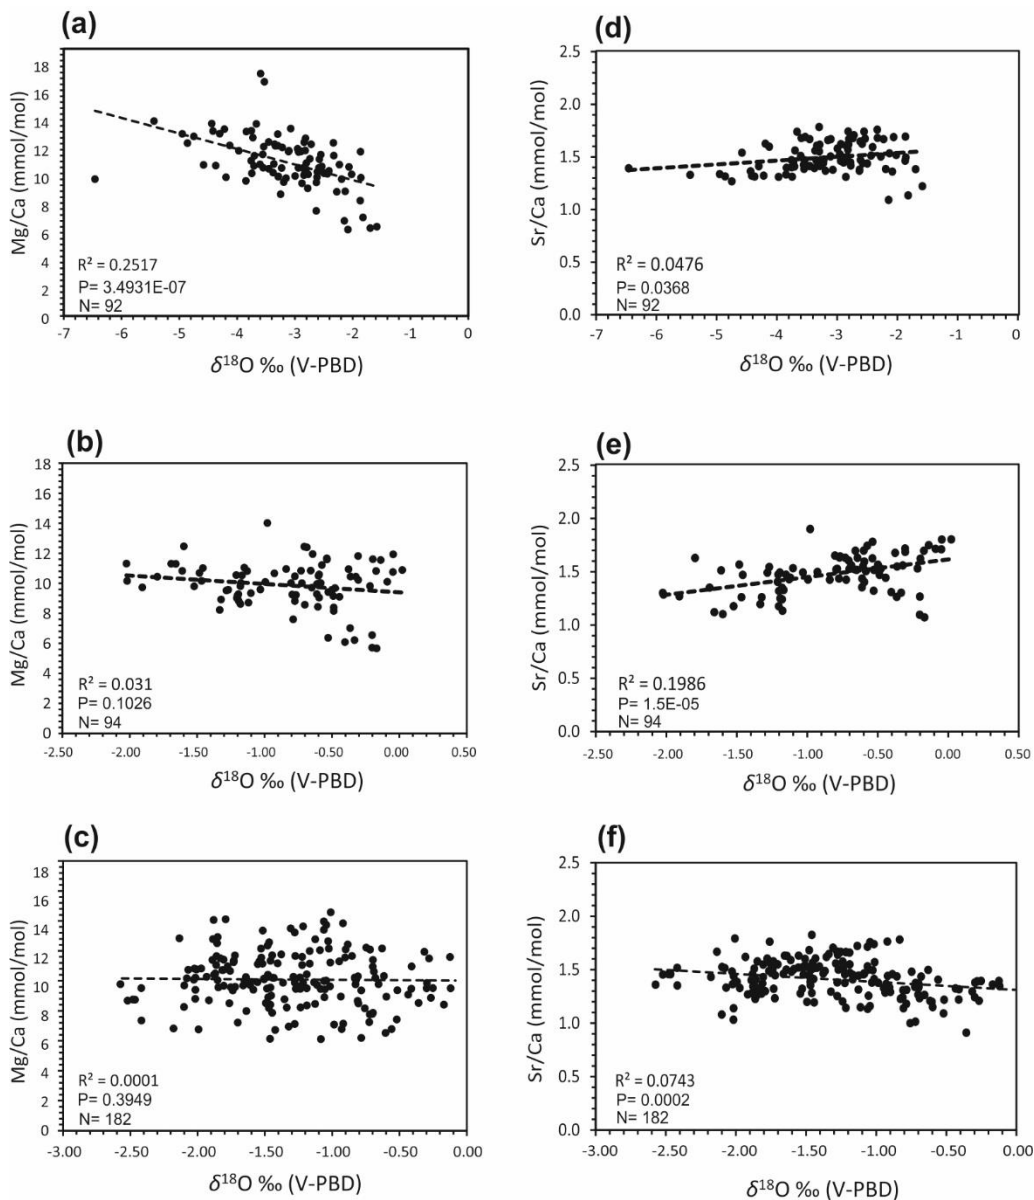 (a)
Mg/Ca (mmol/mol)
18
16
14
12
10
8
6
4
2
0
R² = 0.2517
P= 3.4931E-07
N= 92
-7 -6 -5 -4 -3 -2 -1 0
δ¹⁸O ‰ (V-PBD)
(d)
Sr/Ca (mmol/mol)
2.5
2.0
1.5
1.0
0.5
0.0
R² = 0.0476
P= 0.0368
N= 92
-7 -6 -5 -4 -3 -2 -1 0
δ¹⁸O ‰ (V-PBD)
(b)
Mg/Ca (mmol/mol)
18
16
14
12
10
8
6
4
2
0
R² = 0.031
P= 0.1026
N= 94
-2.50 -2.00 -1.50 -1.00 -0.50 0.00 0.50
δ¹⁸O ‰ (V-PBD)
(e)
Sr/Ca (mmol/mol)
2.5
2.0
1.5
1.0
0.5
0.0
R² = 0.1986
P= 1.5E-05
N= 94
-2.50 -2.00 -1.50 -1.00 -0.50 0.00 0.50
δ¹⁸O ‰ (V-PBD)
(c)
Mg/Ca (mmol/mol)
18
16
14
12
10
8
6
4
2
0
R² = 0.0001
P= 0.3949
N= 182
-3.00 -2.50 -2.00 -1.50 -1.00 -0.50 0.00
δ¹⁸O ‰ (V-PBD)
(f)
Sr/Ca (mmol/mol)
2.5
2.0
1.5
1.0
0.5
0.0
R² = 0.0743
P= 0.0002
N= 182
-3.00 -2.50 -2.00 -1.50 -1.00 -0.50 0.00
δ¹⁸O ‰ (V-PBD)